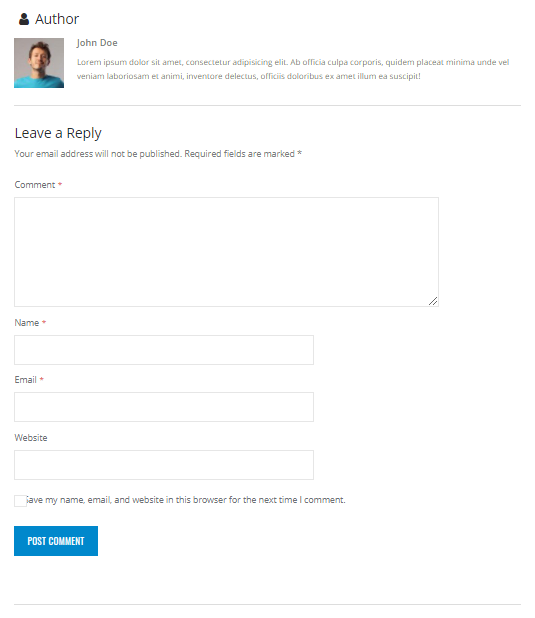 Author
John Doe
Lorem ipsum dolor sit amet, consectetur adipisicing elit. Ab officia culpa corporis, quidem placeat minima unde vel
veniam laboriosam et animi, inventore delectus, officiis doloribus ex amet illum ea suscipit!
Leave a Reply
Your email address will not be published. Required fields are marked *
Comment *
Name *
Email *
Website
Save my name, email, and website in this browser for the next time I comment.
POST COMMENT